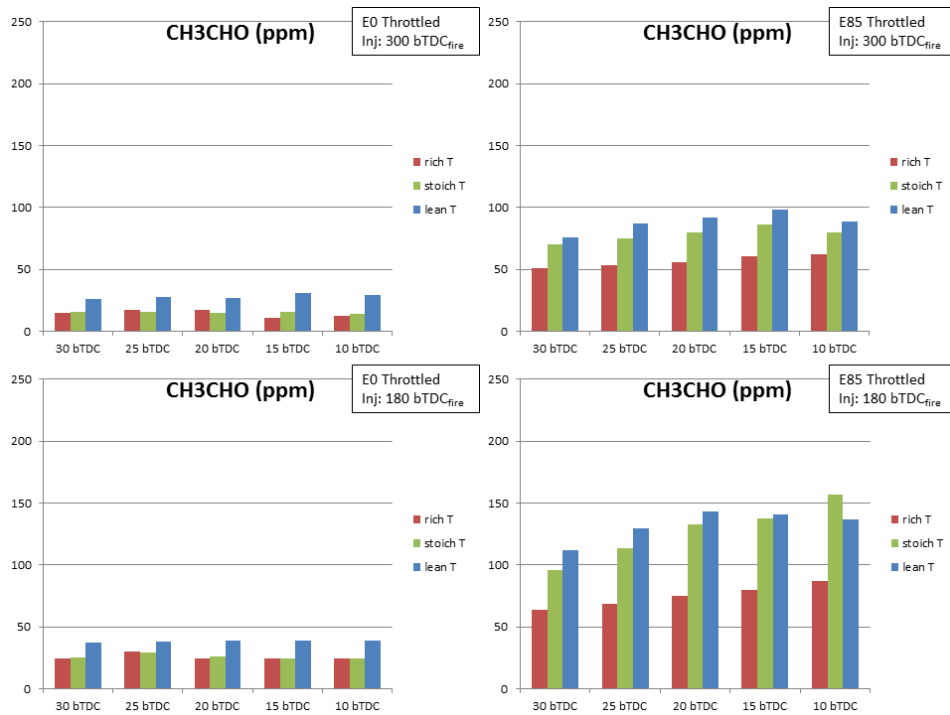 CH3CHO (ppm)
E0 Throttled
Inj: 300 bTDCfire
250
200
150
100
50
0
30 bTDC 25 bTDC 20 bTDC 15 bTDC 10 bTDC
rich T
stoich T
lean T
CH3CHO (ppm)
E85 Throttled
Inj: 300 bTDCfire
250
200
150
100
50
0
30 bTDC 25 bTDC 20 bTDC 15 bTDC 10 bTDC
rich T
stoich T
lean T
CH3CHO (ppm)
E0 Throttled
Inj: 180 bTDCfire
250
200
150
100
50
0
30 bTDC 25 bTDC 20 bTDC 15 bTDC 10 bTDC
rich T
stoich T
lean T
CH3CHO (ppm)
E85 Throttled
Inj: 180 bTDCfire
250
200
150
100
50
0
30 bTDC 25 bTDC 20 bTDC 15 bTDC 10 bTDC
rich T
stoich T
lean T